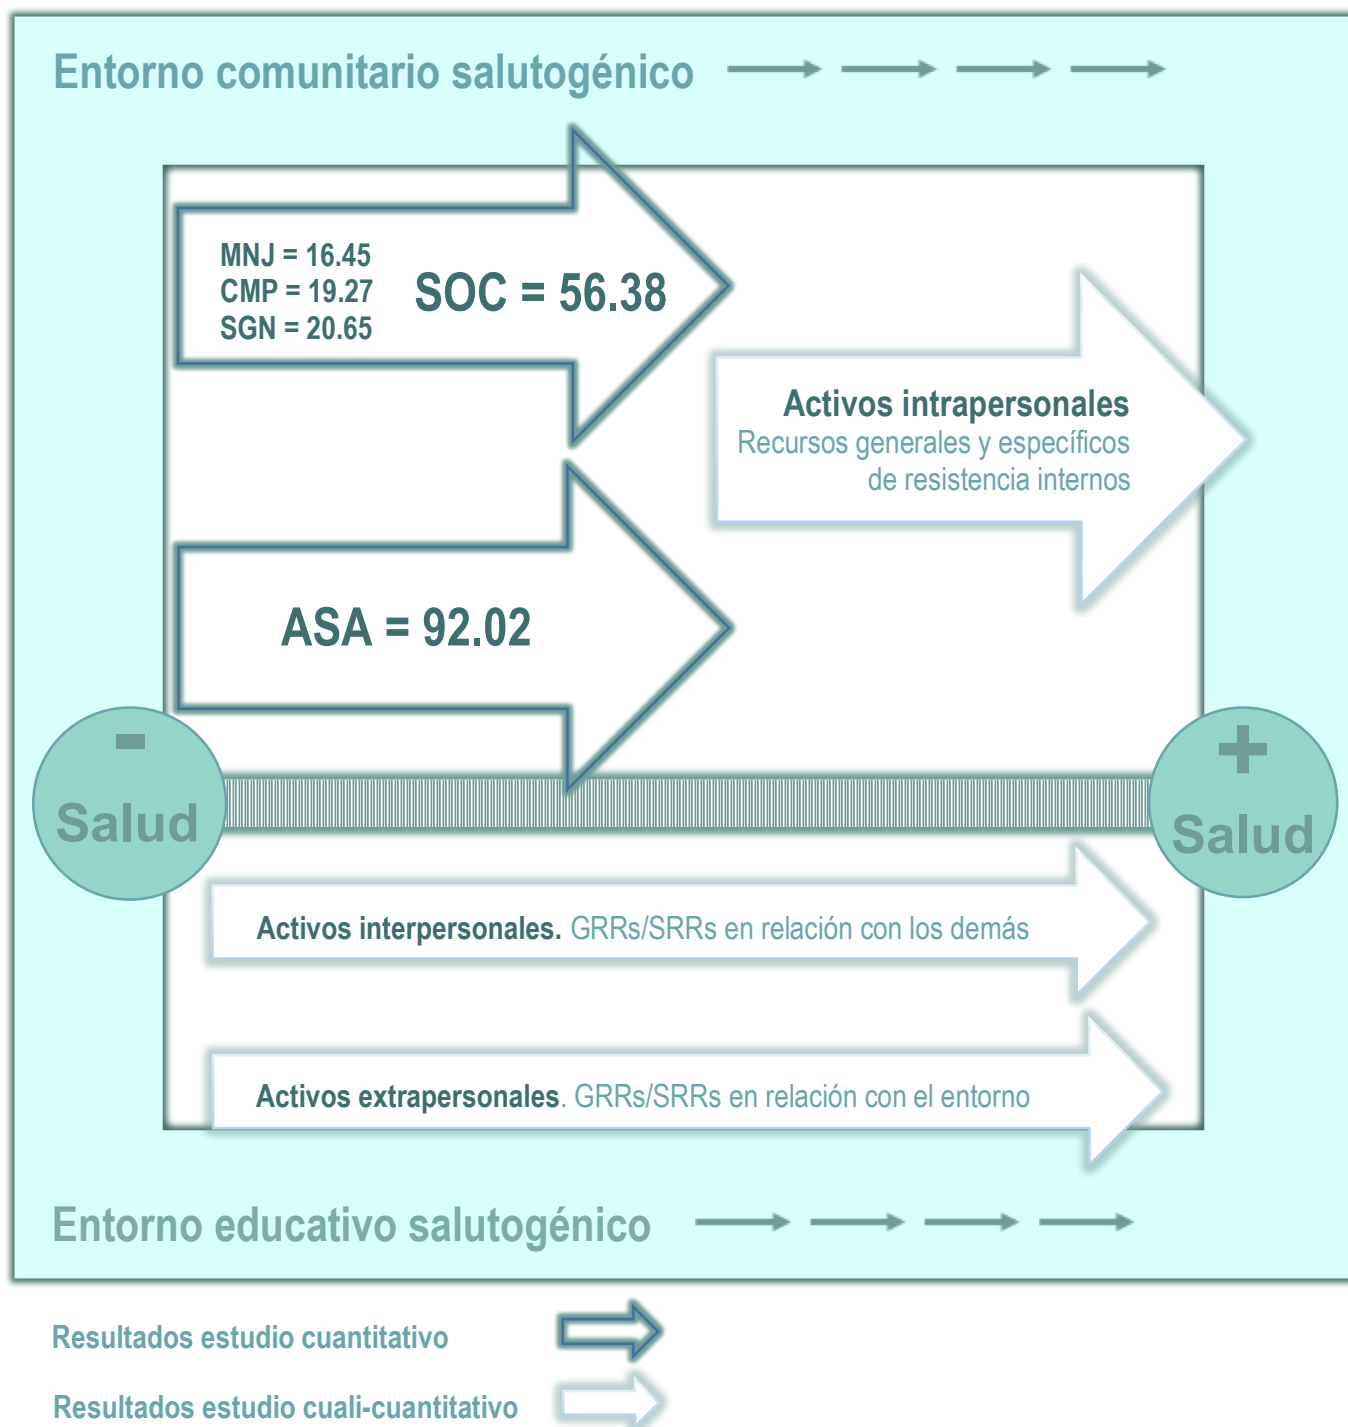 Entorno comunitario salutogénico
MNJ = 16.45
CMP = 19.27
SGN = 20.65
SOC = 56.38
Activos intrapersonales
Recursos generales y específicos
de resistencia internos
ASA = 92.02
-
Salud
+
Salud
Activos interpersonales. GRRs/SRRs en relación con los demás
Activos extrapersonales. GRRs/SRRs en relación con el entorno
Entorno educativo salutogénico
Resultados estudio cuantitativo
Resultados estudio cuali-cuantitativo